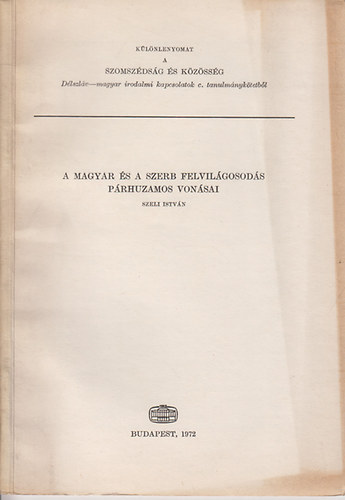 KÜLÖNLENYOMAT
A
SZOMSZÉDSÁG ÉS KÖZÖSSÉG
Délszláv—magyar irodalmi kapcsolatok c. tanulmánykötetből
A MAGYAR ÉS A SZERB FELVILÁGOSODÁS
PÁRHUZAMOS VONÁSAI
SZELI ISTVÁN
BUDAPEST, 1972